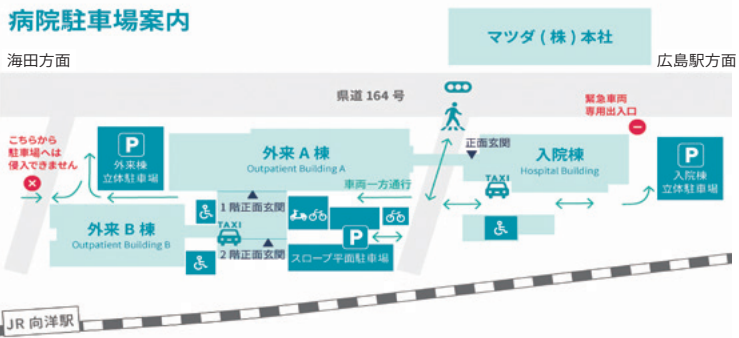 病院駐車場案内
マツダ(株)本社
海田方面
広島駅方面
県道164号
緊急車両
専用出入口
こちらから
駐車場へは
侵入できません
P
外来棟
立体駐車場
外来A棟
Outpatient Building A
正面玄関
入院棟
Hospital Building
TAXI
P
入院棟
立体駐車場
車両一方通行
1階正面玄関
外来B棟
Outpatient Building B
TAXI
2階正面玄関
P
スロープ平面駐車場
JR向洋駅